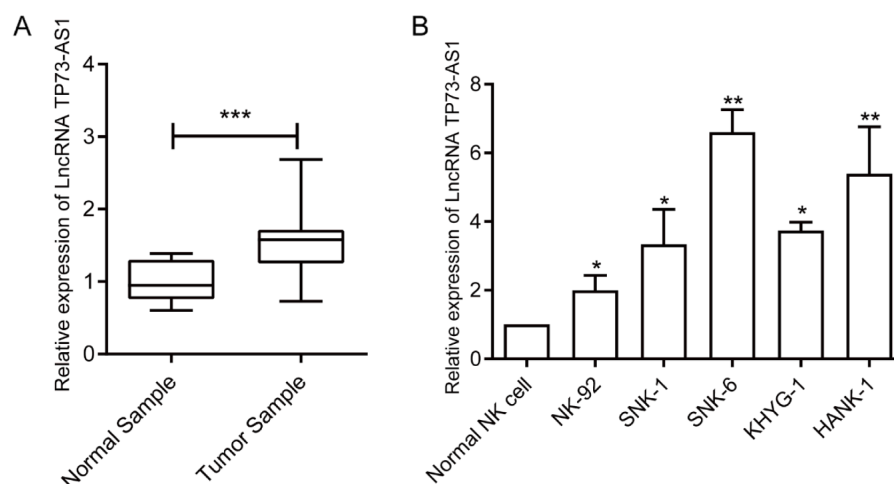 A
Relative expression of LncRNA TP73-AS1
4
3
2
1
0
***
Normal Sample
Tumor Sample
B
Relative expression of LncRNA TP73-AS1
8
6
4
2
0
*
*
**
*
**
Normal NK cell
NK-92
SNK-1
SNK-6
KHYG-1
HANK-1